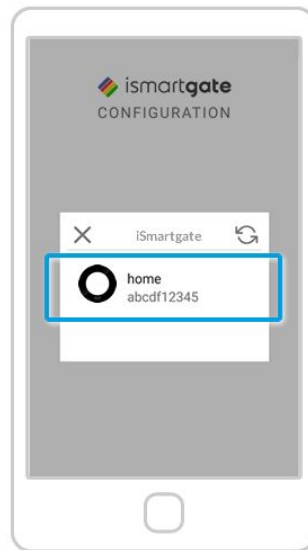 ismartgate
CONFIGURATION
iSmartgate
home
abcdf12345